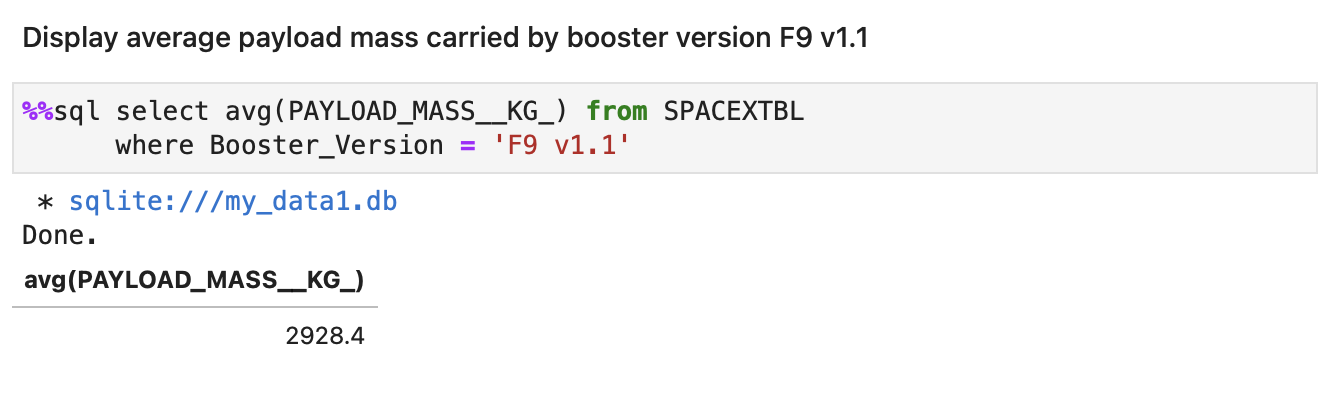 Display average payload mass carried by booster version F9 v1.1
%%sql select avg(PAYLOAD_MASS__KG_) from SPACEXTBL
where Booster_Version = 'F9 v1.1'
* sqlite:///my_data1.db
Done.
avg(PAYLOAD_MASS__KG_)
2928.4